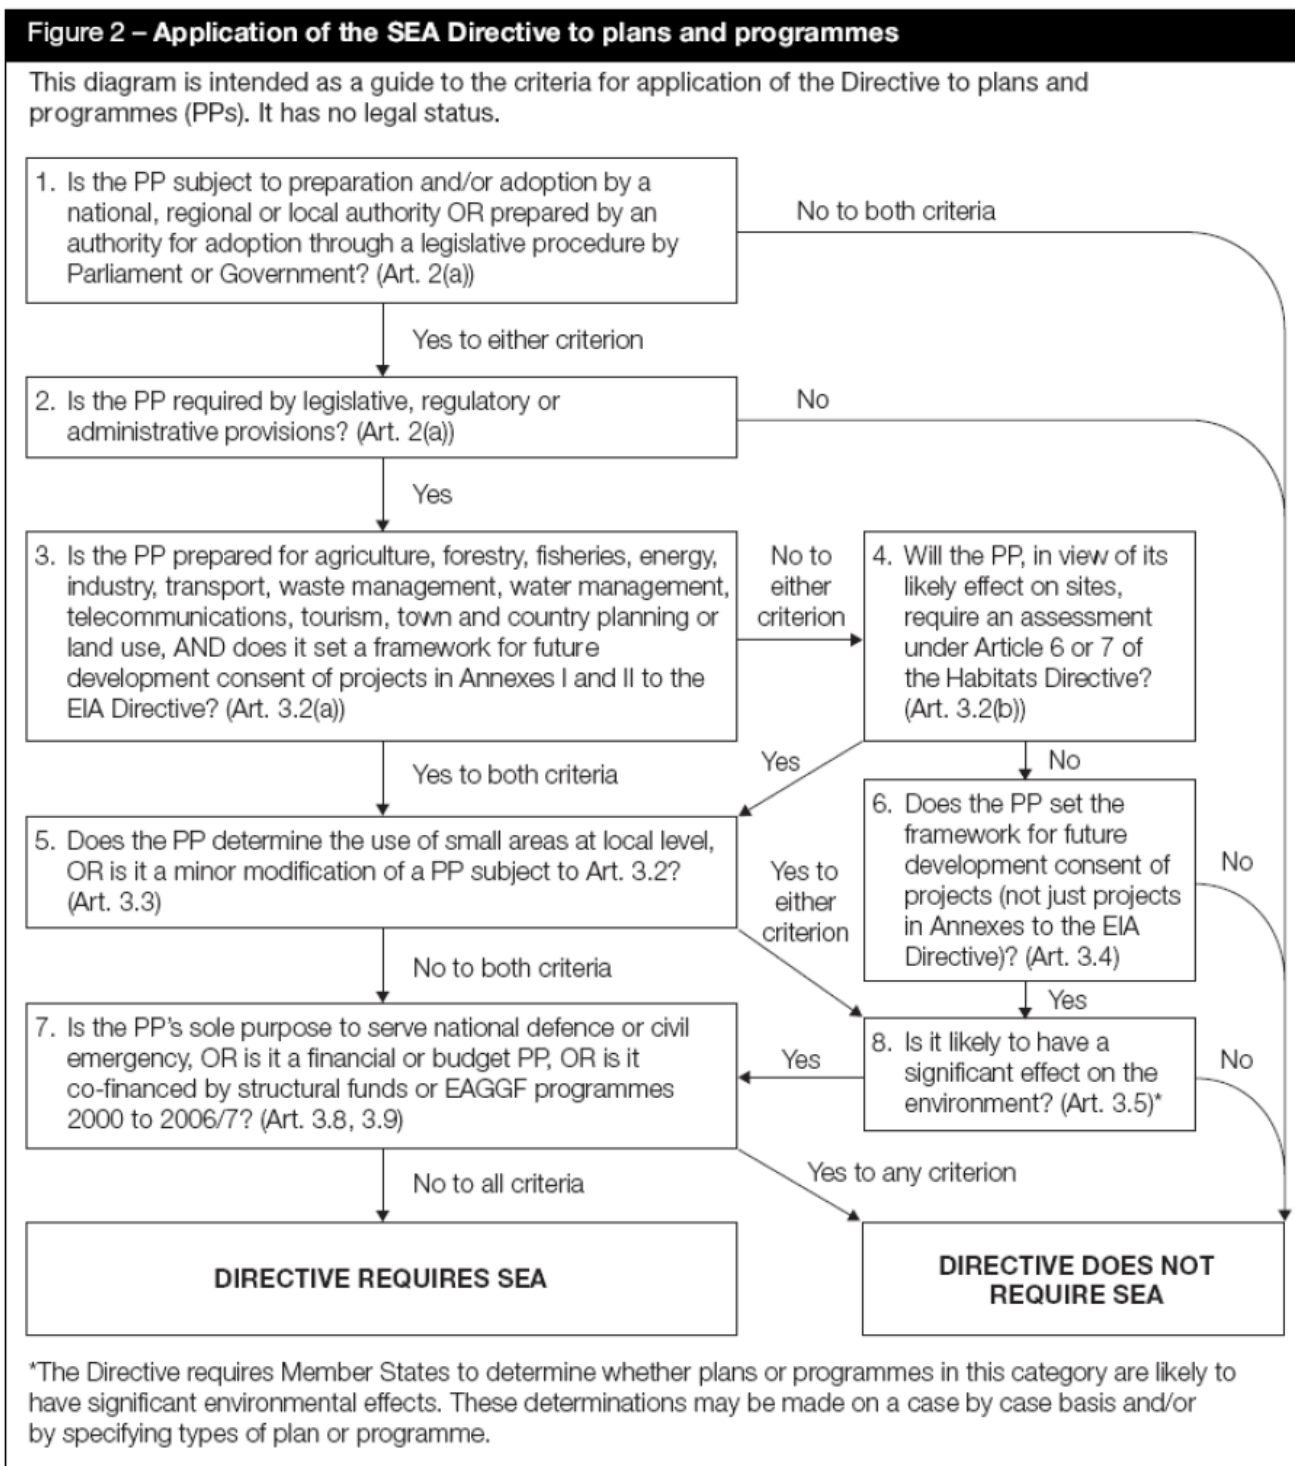 Figure 2 – Application of the SEA Directive to plans and programmes
This diagram is intended as a guide to the criteria for application of the Directive to plans and
programmes (PPs). It has no legal status.
1. Is the PP subject to preparation and/or adoption by a
national, regional or local authority OR prepared by an
authority for adoption through a legislative procedure by
Parliament or Government? (Art. 2(a))
No to both criteria
Yes to either criterion
2. Is the PP required by legislative, regulatory or
administrative provisions? (Art. 2(a))
No
Yes
3. Is the PP prepared for agriculture, forestry, fisheries, energy,
industry, transport, waste management, water management,
telecommunications, tourism, town and country planning or
land use, AND does it set a framework for future
development consent of projects in Annexes I and II to the
EIA Directive? (Art. 3.2(a))
No to
either
criterion
4. Will the PP, in view of its
likely effect on sites,
require an assessment
under Article 6 or 7 of
the Habitats Directive?
(Art. 3.2(b))
Yes to both criteria
Yes
No
5. Does the PP determine the use of small areas at local level,
OR is it a minor modification of a PP subject to Art. 3.2?
(Art. 3.3)
Yes to
either
criterion
6. Does the PP set the
framework for future
development consent of
projects (not just projects
in Annexes to the EIA
Directive)? (Art. 3.4)
No
No to both criteria
Yes
7. Is the PP's sole purpose to serve national defence or civil
emergency, OR is it a financial or budget PP, OR is it
co-financed by structural funds or EAGGF programmes
2000 to 2006/7? (Art. 3.8, 3.9)
Yes
8. Is it likely to have a
significant effect on the
environment? (Art. 3.5)*
No
No to all criteria
Yes to any criterion
DIRECTIVE REQUIRES SEA
DIRECTIVE DOES NOT
REQUIRE SEA
*The Directive requires Member States to determine whether plans or programmes in this category are likely to
have significant environmental effects. These determinations may be made on a case by case basis and/or
by specifying types of plan or programme.